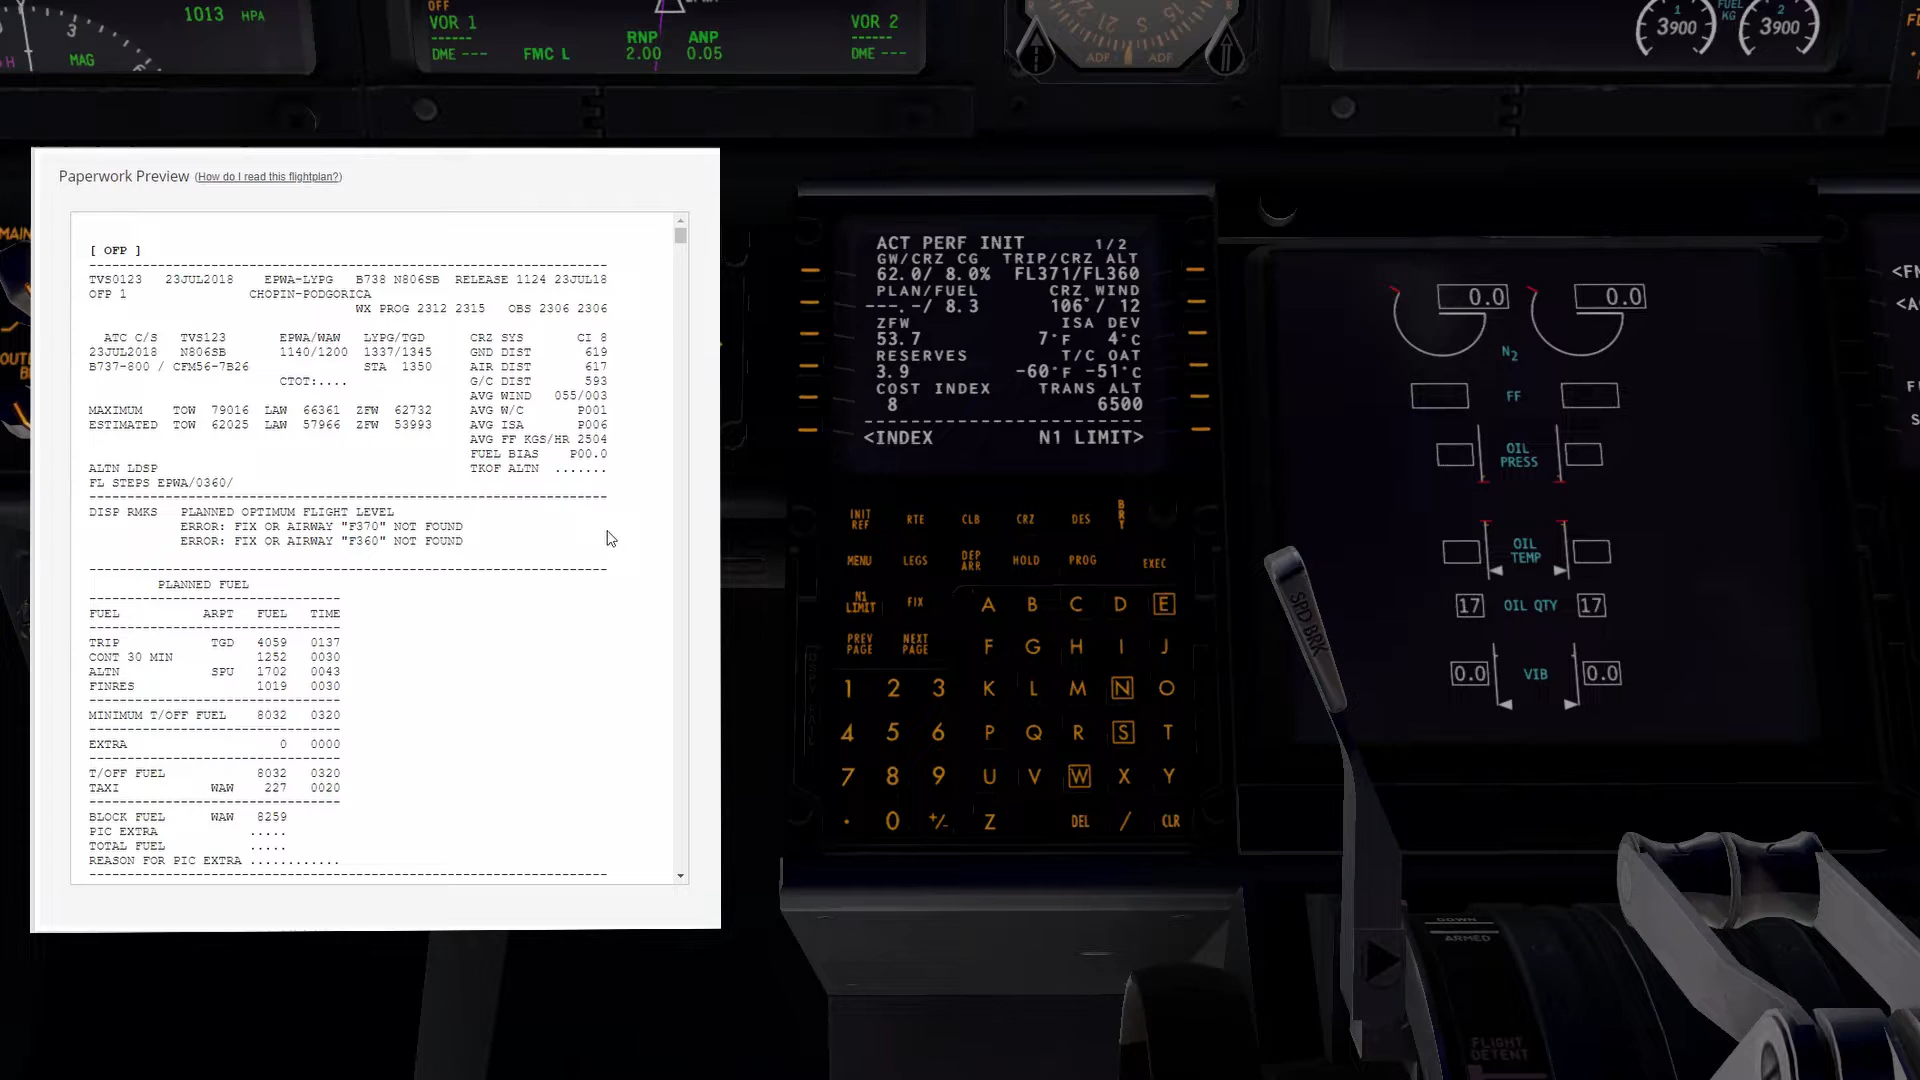 1013 HPA
3
MAG
H
OFF
VOR 1
------
DME ---
FMC L
RNP
2.00
ANP
0.05
VOR 2
------
DME ---
24
21
S
ADF
ADF
1
3900
FUEL
KG
2
3900
Paperwork Preview (How do I read this flightplan?)
[ OFP ]
--------------------------------------------------------------------
TVS0123 23JUL2018 EPWA-LYPG B738 N806SB RELEASE 1124 23JUL18
OFP 1 CHOPIN-PODGORICA
WX PROG 2312 2315 OBS 2306 2306
ATC C/S TVS123 EPWA/WAW LYPG/TGD CRZ SYS CI 8
23JUL2018 N806SB 1140/1200 1337/1345 GND DIST 619
B737-800 / CFM56-7B26 STA 1350 AIR DIST 617
CTOT:.... G/C DIST 593
AVG WIND 055/003
MAXIMUM TOW 79016 LAW 66361 ZFW 62732 AVG W/C P001
ESTIMATED TOW 62025 LAW 57966 ZFW 53993 AVG ISA P006
AVG FF KGS/HR 2504
FUEL BIAS P00.0
ALTN LDSP TKOF ALTN .......
FL STEPS EPWA/0360/
--------------------------------------------------------------------
DISP RMKS PLANNED OPTIMUM FLIGHT LEVEL
ERROR: FIX OR AIRWAY "F370" NOT FOUND
ERROR: FIX OR AIRWAY "F360" NOT FOUND
--------------------------------------------------------------------
PLANNED FUEL
---------------------------------
FUEL ARPT FUEL TIME
---------------------------------
TRIP TGD 4059 0137
CONT 30 MIN 1252 0030
ALTN SPU 1702 0043
FINRES 1019 0030
---------------------------------
MINIMUM T/OFF FUEL 8032 0320
---------------------------------
EXTRA 0 0000
---------------------------------
T/OFF FUEL 8032 0320
TAXI WAW 227 0020
---------------------------------
BLOCK FUEL WAW 8259
PIC EXTRA .....
TOTAL FUEL .....
REASON FOR PIC EXTRA ............
--------------------------------------------------------------------
ACT PERF INIT 1/2
GW/CRZ CG TRIP/CRZ ALT
62.0/ 8.0% FL371/FL360
PLAN/FUEL CRZ WIND
---.-/ 8.3 106°/ 12
ZFW ISA DEV
53.7 7°F 4°C
RESERVES T/C OAT
3.9 -60°F -51°C
COST INDEX TRANS ALT
8 6500
------------------------
<INDEX N1 LIMIT>
INIT REF RTE CLB CRZ DES BRT
MENU LEGS DEP ARR HOLD PROG EXEC
N1 LIMIT FIX A B C D E
PREV PAGE NEXT PAGE F G H I J
1 2 3 K L M N O
4 5 6 P Q R S T
7 8 9 U V W X Y
. 0 +/- Z DEL / CLR
0.0 0.0
N2
FF
OIL
PRESS
OIL
TEMP
17 OIL QTY 17
0.0 VIB 0.0
SPD BRK
DOWN
ARMED
FLIGHT
DETENT